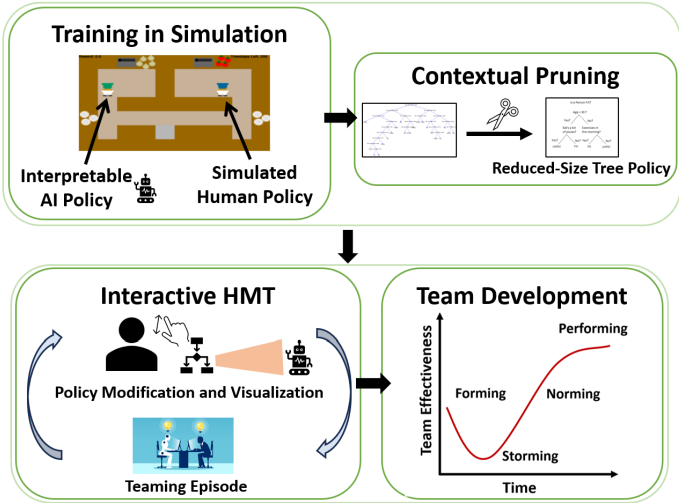 Training in Simulation
Interpretable
AI Policy
Simulated
Human Policy
Contextual Pruning
Reduced-Size Tree Policy
Interactive HMT
Policy Modification and Visualization
Teaming Episode
Team Development
Team Effectiveness
Forming
Storming
Norming
Performing
Time